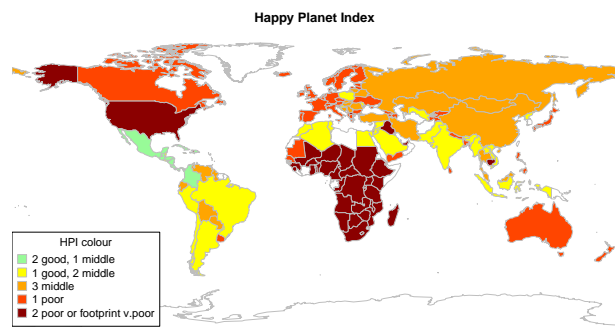 Happy Planet Index
HPI colour
2 good, 1 middle
1 good, 2 middle
3 middle
1 poor
2 poor or footprint v.poor